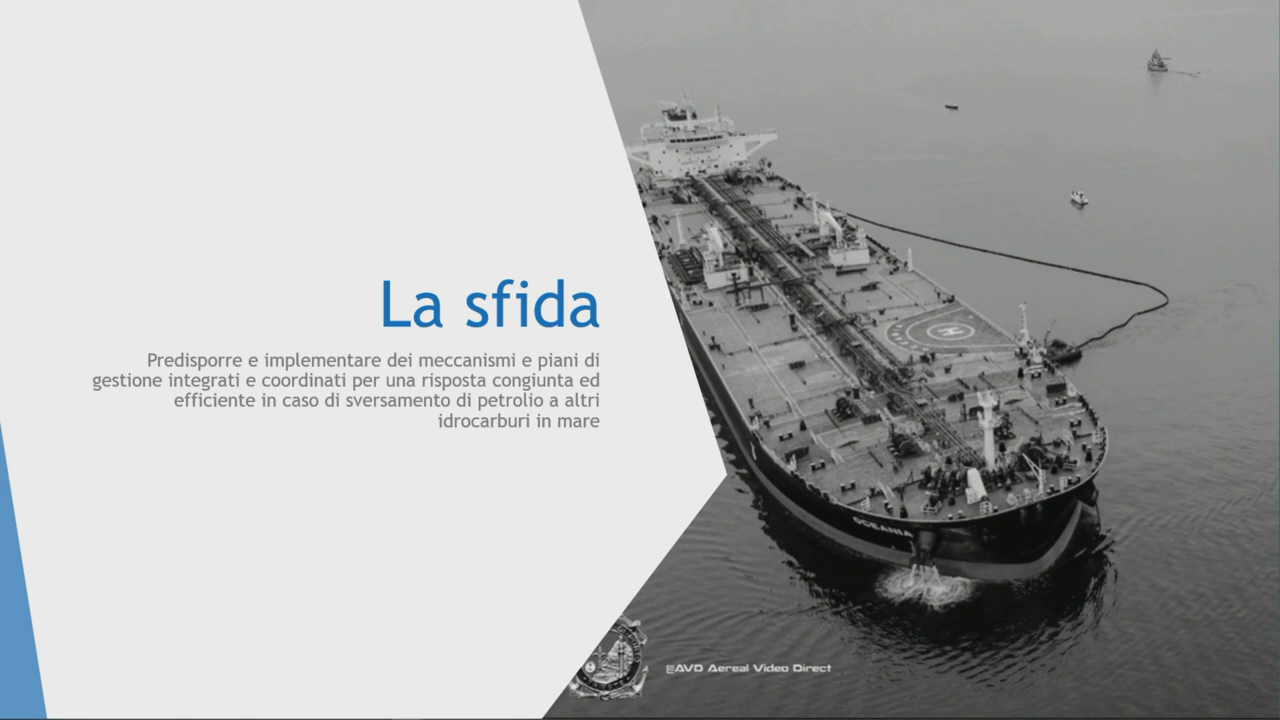 La sfida
Predisporre e implementare dei meccanismi e piani di
gestione integrati e coordinati per una risposta congiunta ed
efficiente in caso di sversamento di petrolio a altri
idrocarburi in mare
H
OCEANIA
AVD Aereal Video Direct